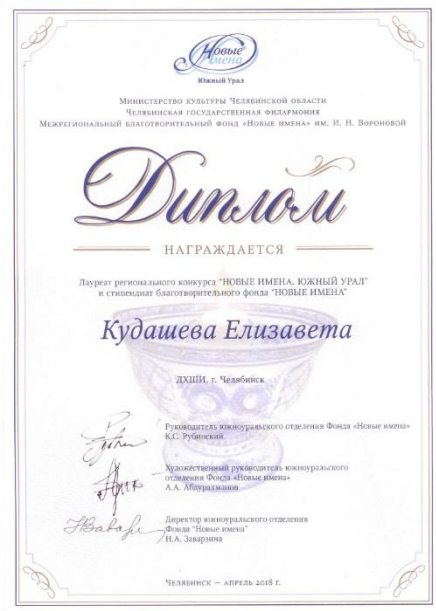 Новые
имена
Южный Урал
Министерство культуры Челябинской области
Челябинская государственная филармония
Межрегиональный благотворительный фонд «Новые имена» им. И. Н. Вороновой
Диплом
НАГРАЖДАЕТСЯ
Лауреат регионального конкурса "НОВЫЕ ИМЕНА. ЮЖНЫЙ УРАЛ"
и стипендиат благотворительного фонда "НОВЫЕ ИМЕНА"
Кудашева Елизавета
ДХШИ, г. Челябинск
Руководитель южноуральского отделения Фонда «Новые имена»
К.С. Рубинский
Художественный руководитель южноуральского
отделения Фонда «Новые имена»
А.А. Абдурахманов
Директор южноуральского отделения
Фонда "Новые имена"
Н.А. Заварзина
Челябинск — апрель 2018 г.